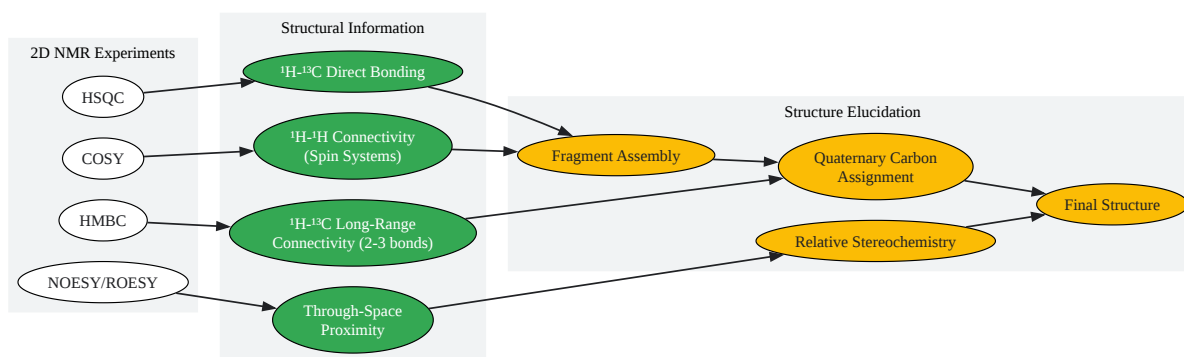 2D NMR Experiments
HSQC
COSY
HMBC
NOESY/ROESY
Structural Information
¹H-¹³C Direct Bonding
¹H-¹H Connectivity
(Spin Systems)
¹H-¹³C Long-Range
Connectivity (2-3 bonds)
Through-Space
Proximity
Structure Elucidation
Fragment Assembly
Quaternary Carbon
Assignment
Relative Stereochemistry
Final Structure